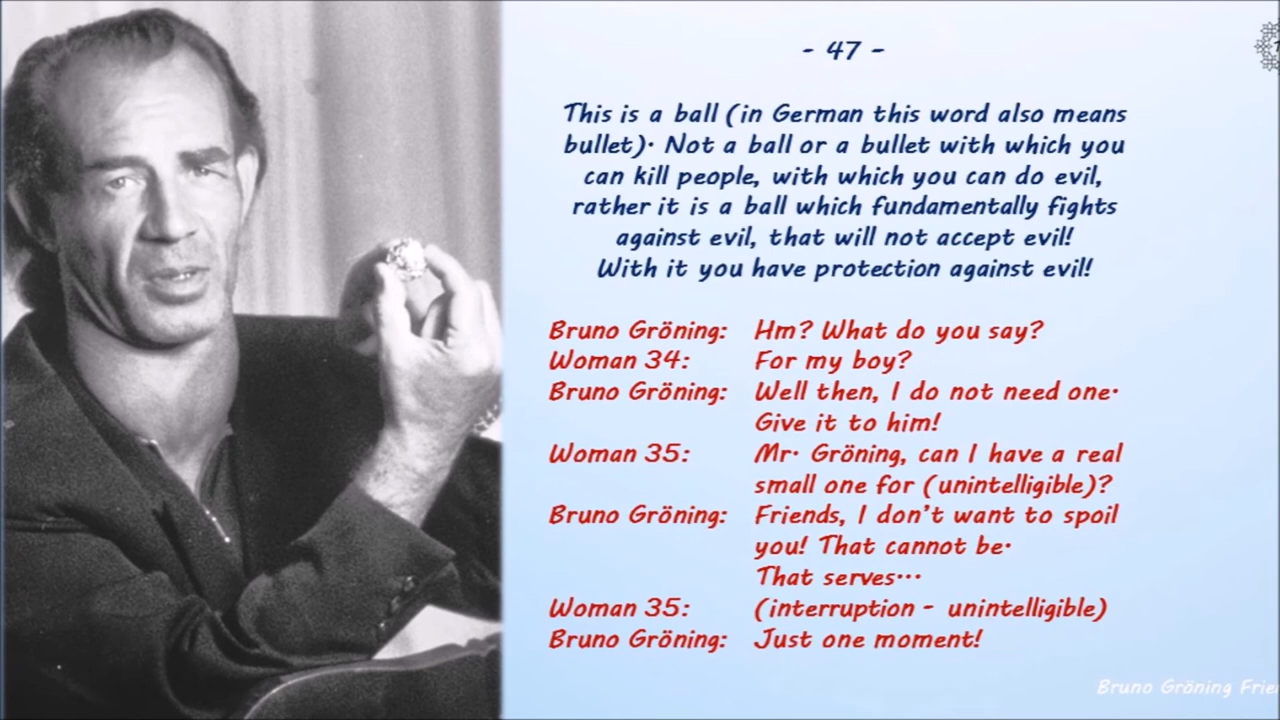 - 47 -
This is a ball (in German this word also means
bullet)· Not a ball or a bullet with which you
can kill people, with which you can do evil,
rather it is a ball which fundamentally fights
against evil, that will not accept evil!
With it you have protection against evil!
Bruno Gröning: Hm? What do you say?
Woman 34: For my boy?
Bruno Gröning: Well then, I do not need one·
Give it to him!
Woman 35: Mr· Gröning, can I have a real
small one for (unintelligible)?
Bruno Gröning: Friends, I don't want to spoil
you! That cannot be·
That serves···
Woman 35: (interruption - unintelligible)
Bruno Gröning: Just one moment!
Bruno Gröning